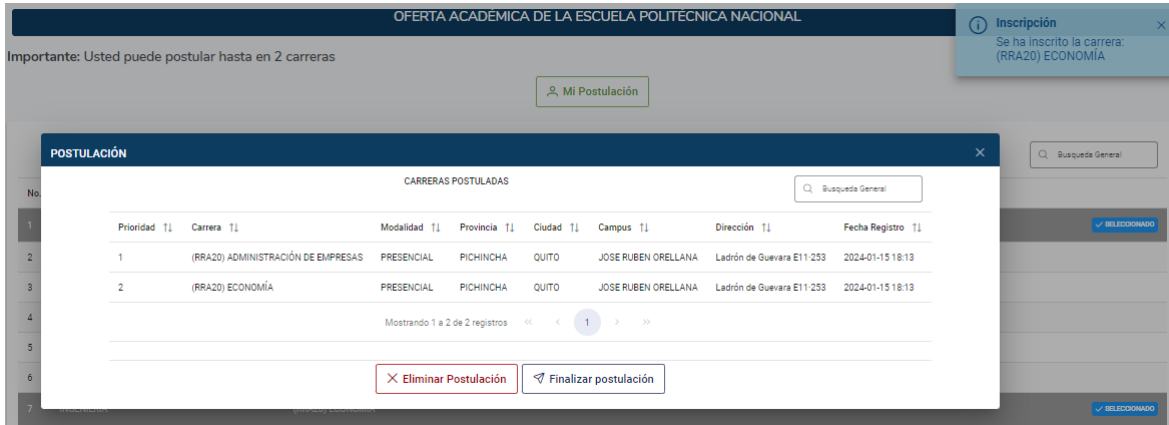 OFERTA ACADÉMICA DE LA ESCUELA POLITÉCNICA NACIONAL
Inscripción
Se ha inscrito la carrera:
(RRA20) ECONOMÍA
Importante: Usted puede postular hasta en 2 carreras
Mi Postulación
POSTULACIÓN
Busqueda General
CARRERAS POSTULADAS
Busqueda General
No.
Prioridad Carrera Modalidad Provincia Ciudad Campus Dirección Fecha Registro
1 SELECCIONADO
1 (RRA20) ADMINISTRACIÓN DE EMPRESAS PRESENCIAL PICHINCHA QUITO JOSE RUBEN ORELLANA Ladrón de Guevara E11-253 2024-01-15 18:13
2
2 (RRA20) ECONOMÍA PRESENCIAL PICHINCHA QUITO JOSE RUBEN ORELLANA Ladrón de Guevara E11-253 2024-01-15 18:13
3
4
Mostrando 1 a 2 de 2 registros << < 1 > >>
5
6
Eliminar Postulación Finalizar postulación
7 INGENIERÍA (RRA20) ECONOMÍA SELECCIONADO